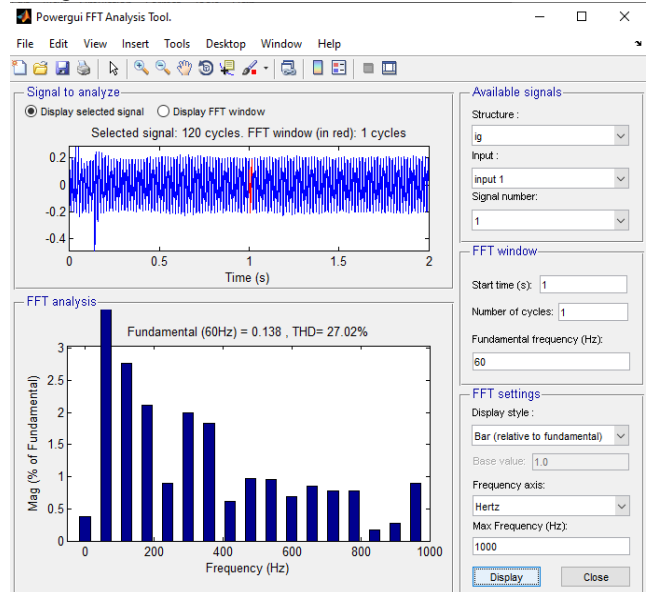 Powergui FFT Analysis Tool.
File Edit View Insert Tools Desktop Window Help
Signal to analyze
Display selected signal Display FFT window
Selected signal: 120 cycles. FFT window (in red): 1 cycles
0.2
0
-0.2
-0.4
0 0.5 1 1.5 2
Time (s)
FFT analysis
Fundamental (60Hz) = 0.138 , THD= 27.02%
3
2.5
2
1.5
1
0.5
0
Mag (% of Fundamental)
0 200 400 600 800 1000
Frequency (Hz)
Available signals
Structure :
ig
Input :
input 1
Signal number:
1
FFT window
Start time (s): 1
Number of cycles: 1
Fundamental frequency (Hz):
60
FFT settings
Display style :
Bar (relative to fundamental)
Base value: 1.0
Frequency axis:
Hertz
Max Frequency (Hz):
1000
Display Close